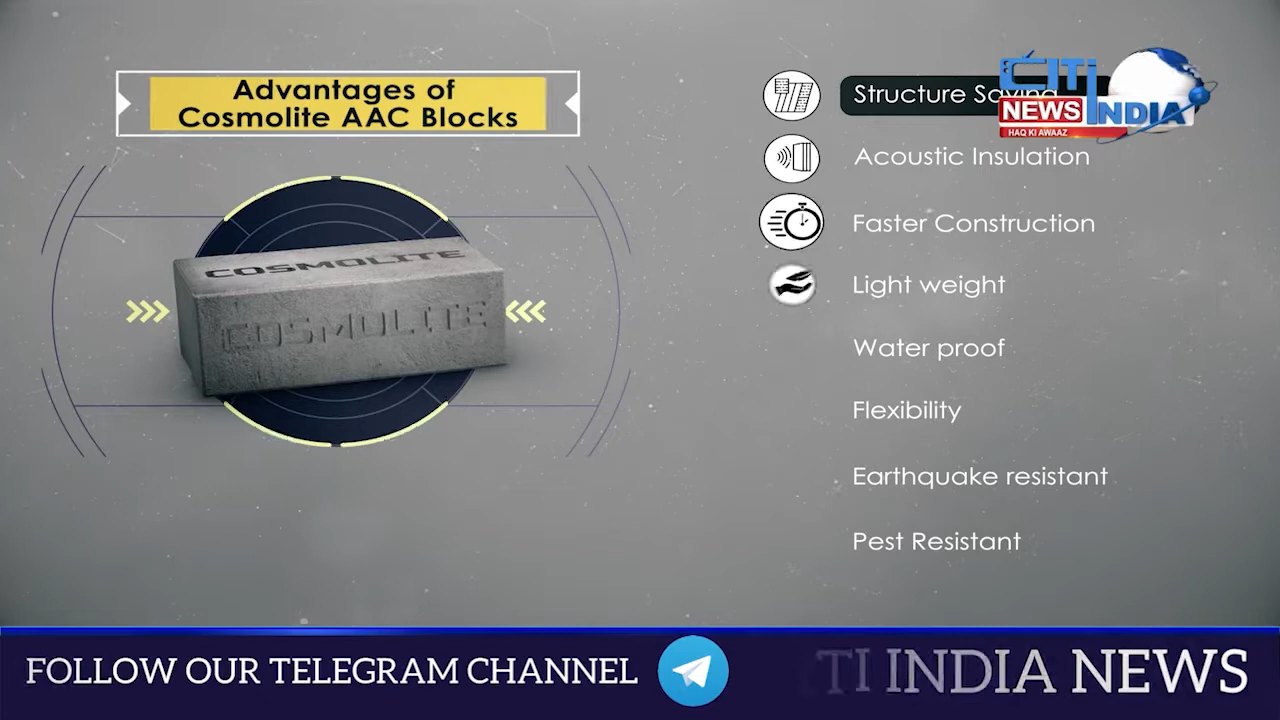 Advantages of
Cosmolite AAC Blocks
COSMOLITE
COSMOLITE
Structure Saving
CITI
NEWS INDIA
HAQ KI AWAAZ
Acoustic Insulation
Faster Construction
Light weight
Water proof
Flexibility
Earthquake resistant
Pest Resistant
FOLLOW OUR TELEGRAM CHANNEL
TI INDIA NEWS